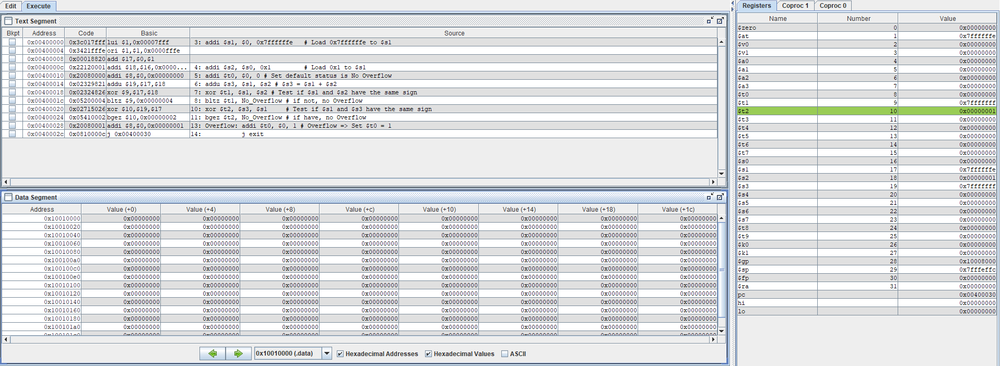 Edit Execute
Text Segment
Bkpt Address Code Basic Source
0x00400000 0x3c017fff lui $1,0x00007fff 3: addi $s1, $0, 0x7ffffffe # Load 0x7ffffffe to $s1
0x00400004 0x3421fffe ori $1,$1,0x0000fffe
0x00400008 0x00018820 add $17,$0,$1
0x0040000c 0x22120001 addi $18,$16,0x0000... 4: addi $s2, $s0, 0x1 # Load 0x1 to $s1
0x00400010 0x20080000 addi $8,$0,0x00000000 5: addi $t0, $0, 0 # Set default status is No Overflow
0x00400014 0x02329821 addu $19,$17,$18 6: addu $s3, $s1, $s2 # $s3 = $s1 + $s2
0x00400018 0x02324826 xor $9,$17,$18 7: xor $t1, $s1, $s2 # Test if $s1 and $s2 have the same sign
0x0040001c 0x05200004 bltz $9,0x00000004 8: bltz $t1, No_Overflow # if not, no Overflow
0x00400020 0x02715026 xor $10,$19,$17 10: xor $t2, $s3, $s1 # Test if $s1 and $s3 have the same sign
0x00400024 0x05410002 bgez $10,0x00000002 11: bgez $t2, No_Overflow # if have, no Overflow
0x00400028 0x20080001 addi $8,$0,0x00000001 13: Overflow: addi $t0, $0, 1 # Overflow => Set $t0 = 1
0x0040002c 0x0810000c j 0x00400030 14: j exit
Data Segment
Address Value (+0) Value (+4) Value (+8) Value (+c) Value (+10) Value (+14) Value (+18) Value (+1c)
0x10010000 0x00000000 0x00000000 0x00000000 0x00000000 0x00000000 0x00000000 0x00000000 0x00000000
0x10010020 0x00000000 0x00000000 0x00000000 0x00000000 0x00000000 0x00000000 0x00000000 0x00000000
0x10010040 0x00000000 0x00000000 0x00000000 0x00000000 0x00000000 0x00000000 0x00000000 0x00000000
0x10010060 0x00000000 0x00000000 0x00000000 0x00000000 0x00000000 0x00000000 0x00000000 0x00000000
0x10010080 0x00000000 0x00000000 0x00000000 0x00000000 0x00000000 0x00000000 0x00000000 0x00000000
0x100100a0 0x00000000 0x00000000 0x00000000 0x00000000 0x00000000 0x00000000 0x00000000 0x00000000
0x100100c0 0x00000000 0x00000000 0x00000000 0x00000000 0x00000000 0x00000000 0x00000000 0x00000000
0x100100e0 0x00000000 0x00000000 0x00000000 0x00000000 0x00000000 0x00000000 0x00000000 0x00000000
0x10010100 0x00000000 0x00000000 0x00000000 0x00000000 0x00000000 0x00000000 0x00000000 0x00000000
0x10010120 0x00000000 0x00000000 0x00000000 0x00000000 0x00000000 0x00000000 0x00000000 0x00000000
0x10010140 0x00000000 0x00000000 0x00000000 0x00000000 0x00000000 0x00000000 0x00000000 0x00000000
0x10010160 0x00000000 0x00000000 0x00000000 0x00000000 0x00000000 0x00000000 0x00000000 0x00000000
0x10010180 0x00000000 0x00000000 0x00000000 0x00000000 0x00000000 0x00000000 0x00000000 0x00000000
0x100101a0 0x00000000 0x00000000 0x00000000 0x00000000 0x00000000 0x00000000 0x00000000 0x00000000
0x10010000 (.data) Hexadecimal Addresses Hexadecimal Values ASCII
Registers Coproc 1 Coproc 0
Name Number Value
$zero 0 0x00000000
$at 1 0x7ffffffe
$v0 2 0x00000000
$v1 3 0x00000000
$a0 4 0x00000000
$a1 5 0x00000000
$a2 6 0x00000000
$a3 7 0x00000000
$t0 8 0x00000000
$t1 9 0x7fffffff
$t2 10 0x00000001
$t3 11 0x00000000
$t4 12 0x00000000
$t5 13 0x00000000
$t6 14 0x00000000
$t7 15 0x00000000
$s0 16 0x00000000
$s1 17 0x7ffffffe
$s2 18 0x00000001
$s3 19 0x7fffffff
$s4 20 0x00000000
$s5 21 0x00000000
$s6 22 0x00000000
$s7 23 0x00000000
$t8 24 0x00000000
$t9 25 0x00000000
$k0 26 0x00000000
$k1 27 0x00000000
$gp 28 0x10008000
$sp 29 0x7fffeffc
$fp 30 0x00000000
$ra 31 0x00000000
pc 0x00400030
hi 0x00000000
lo 0x00000000